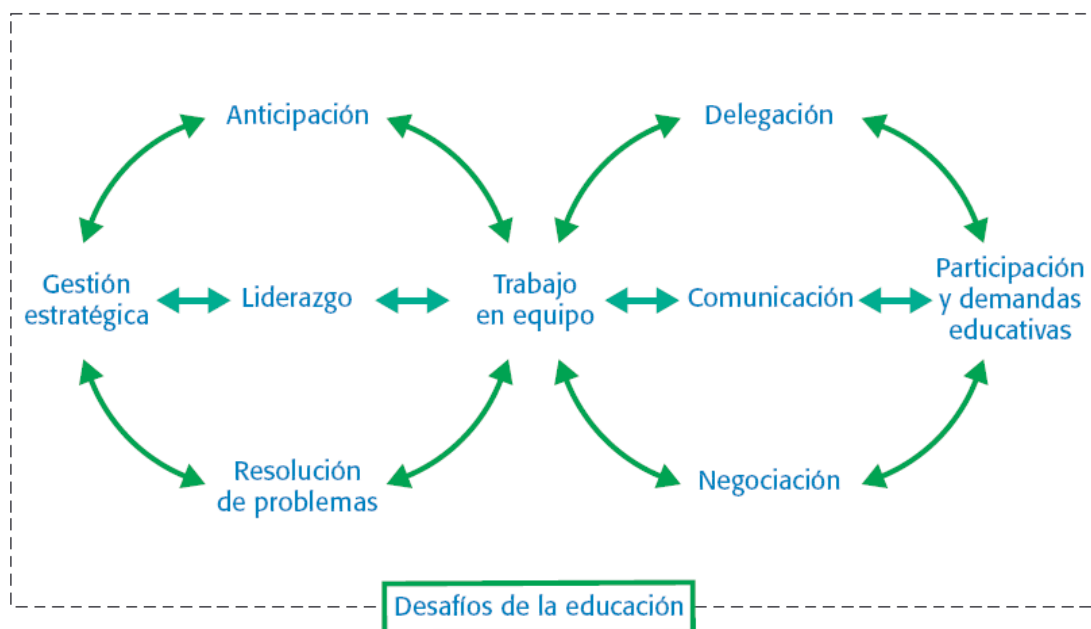 Anticipación
Delegación
Gestión
estratégica
Liderazgo
Trabajo
en equipo
Comunicación
Participación
y demandas
educativas
Resolución
de problemas
Negociación
Desafíos de la educación